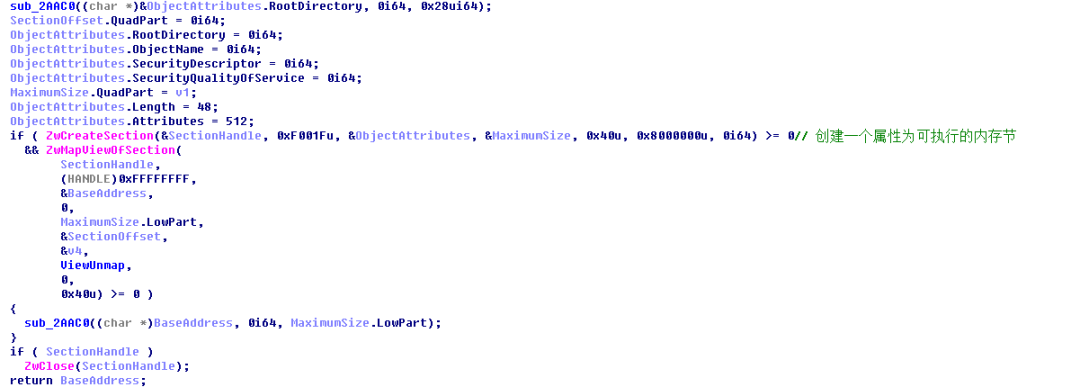 sub_2AAC0((char *)&ObjectAttributes.RootDirectory, 0i64, 0x28ui64);
SectionOffset.QuadPart = 0i64;
ObjectAttributes.RootDirectory = 0i64;
ObjectAttributes.ObjectName = 0i64;
ObjectAttributes.SecurityDescriptor = 0i64;
ObjectAttributes.SecurityQualityOfService = 0i64;
MaximumSize.QuadPart = v1;
ObjectAttributes.Length = 48;
ObjectAttributes.Attributes = 512;
if ( ZwCreateSection(&SectionHandle, 0xF001Fu, &ObjectAttributes, &MaximumSize, 0x40u, 0x8000000u, 0i64) >= 0// 创建一个属性为可执行的内存节
&& ZwMapViewOfSection(
SectionHandle,
(HANDLE)0xFFFFFFFF,
&BaseAddress,
0,
MaximumSize.LowPart,
&SectionOffset,
&v4,
ViewUnmap,
0,
0x40u) >= 0 )
{
sub_2AAC0((char *)BaseAddress, 0i64, MaximumSize.LowPart);
}
if ( SectionHandle )
ZwClose(SectionHandle);
return BaseAddress;